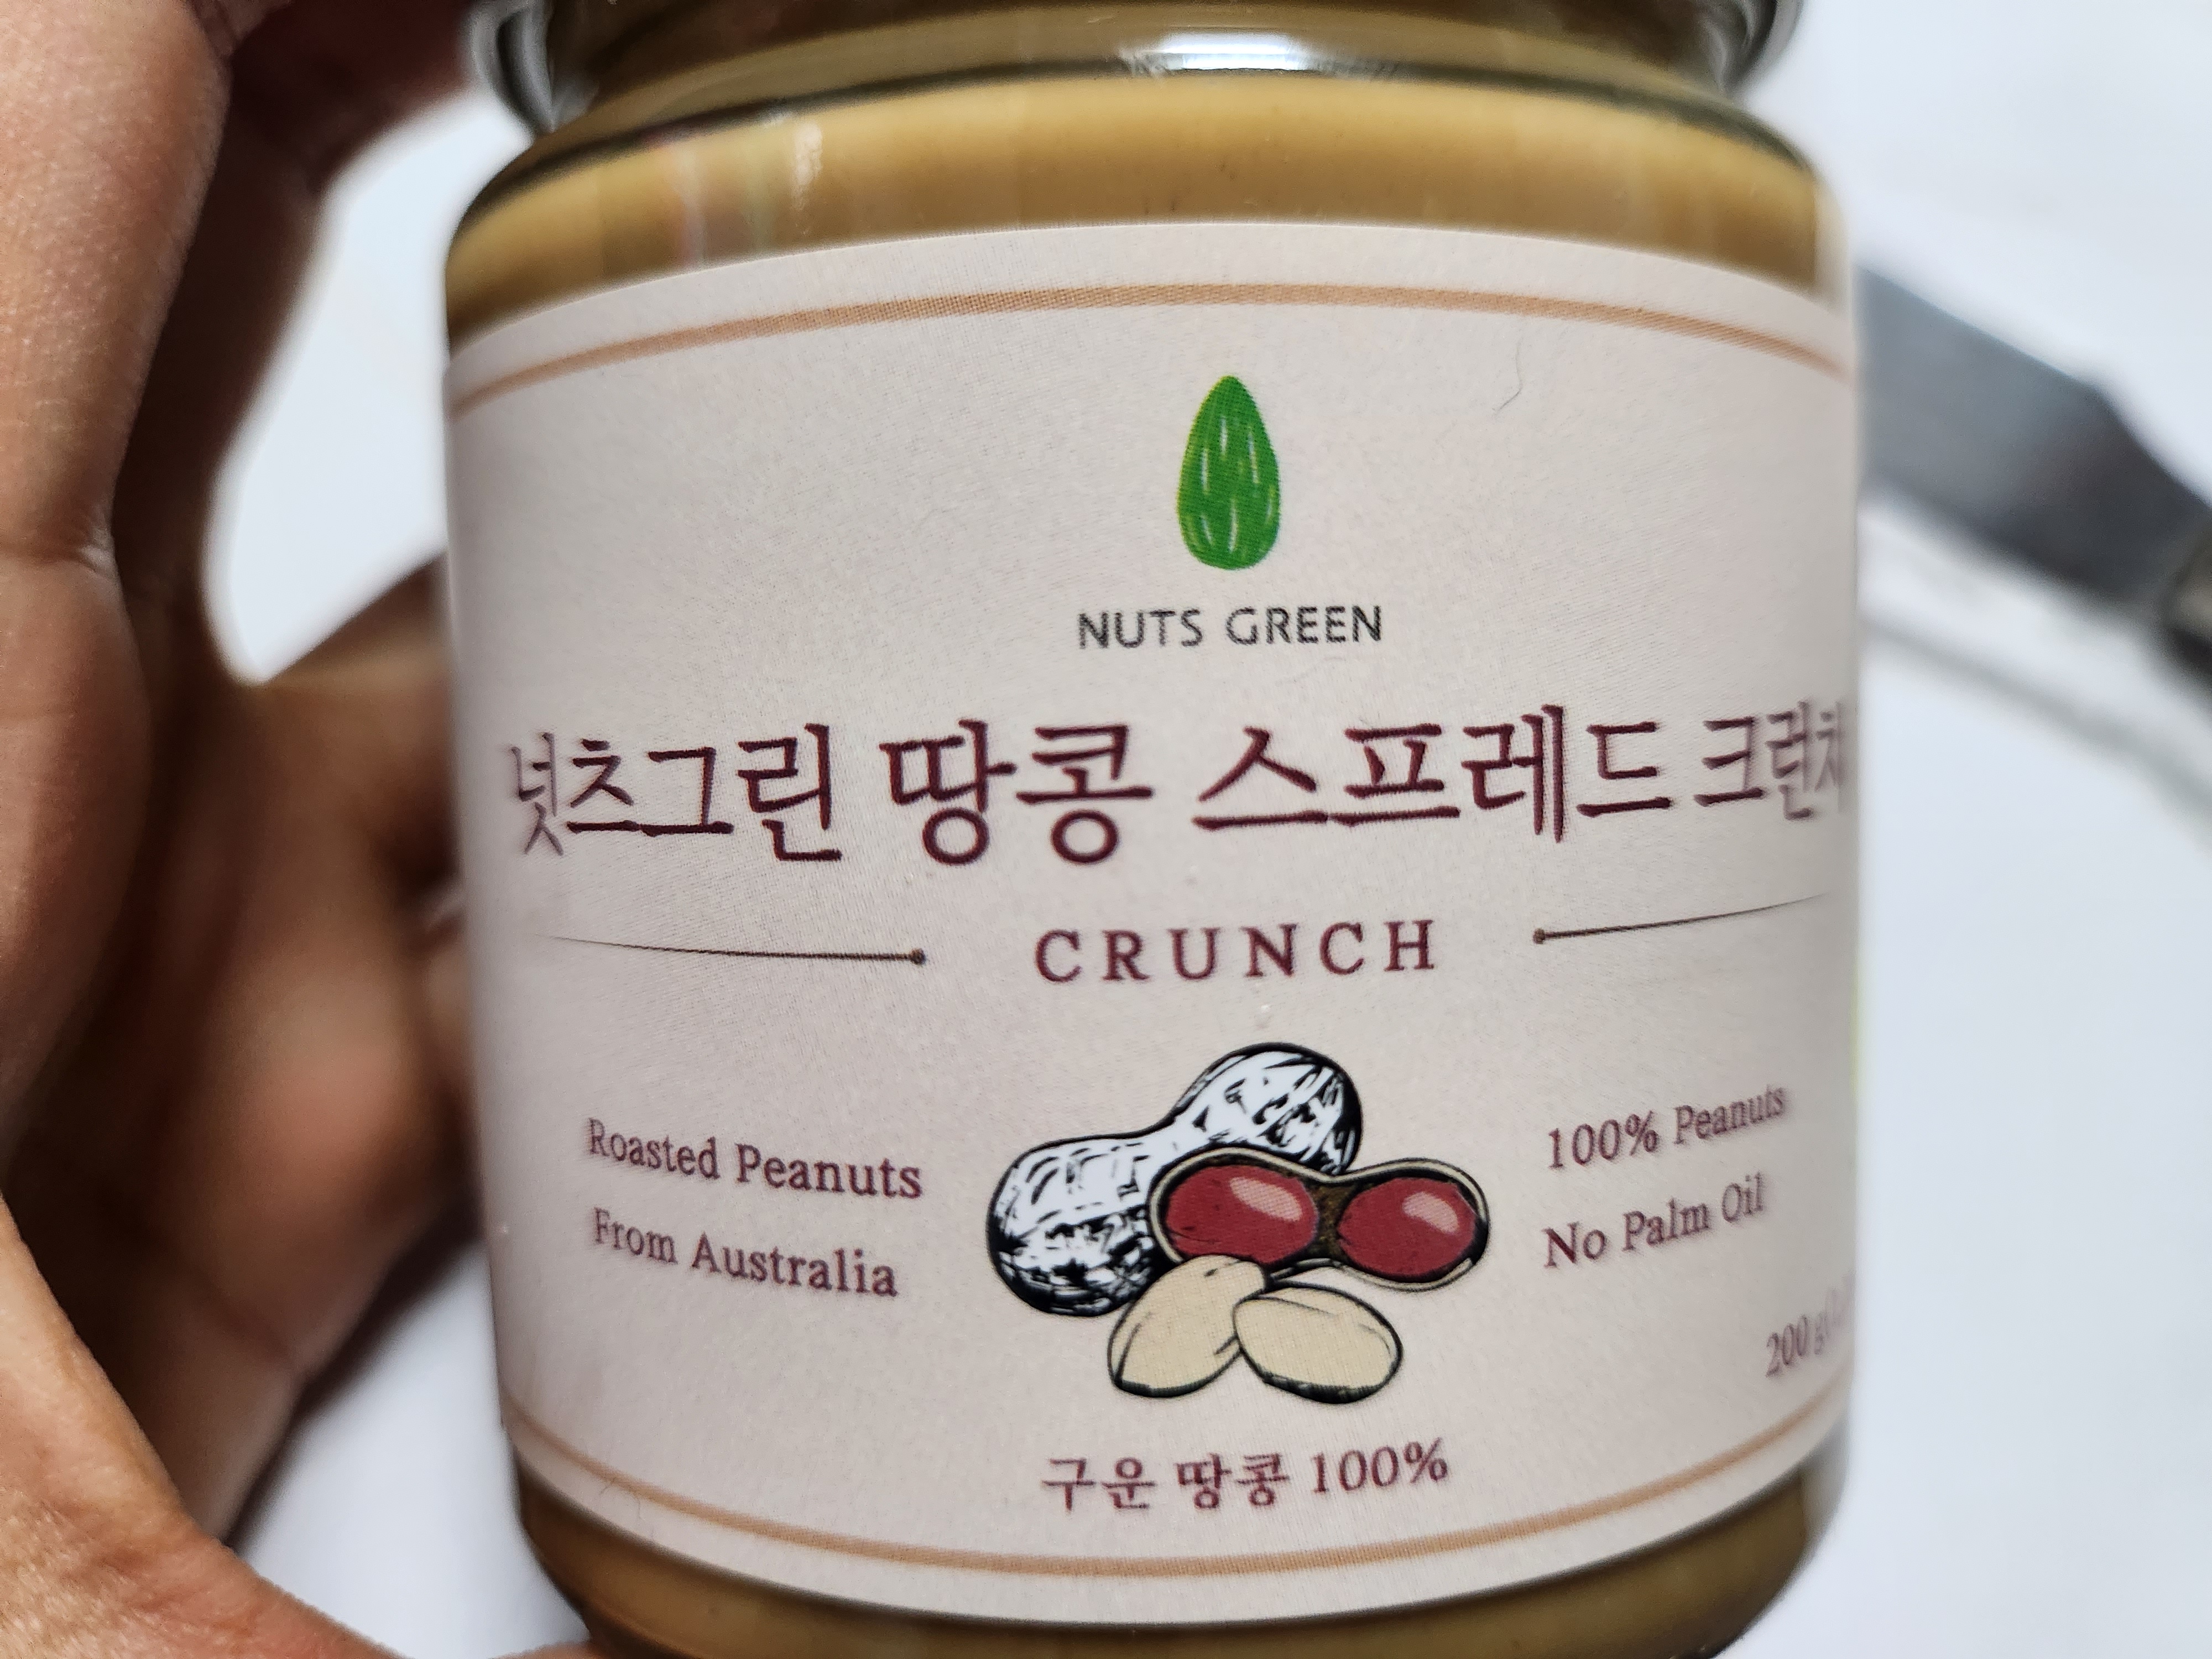 NUTS GREEN
넛츠그린 땅콩 스프레드 크런치
CRUNCH
Roasted Peanuts
From Australia
100% Peanuts
No Palm Oil
200 g
구운 땅콩 100%